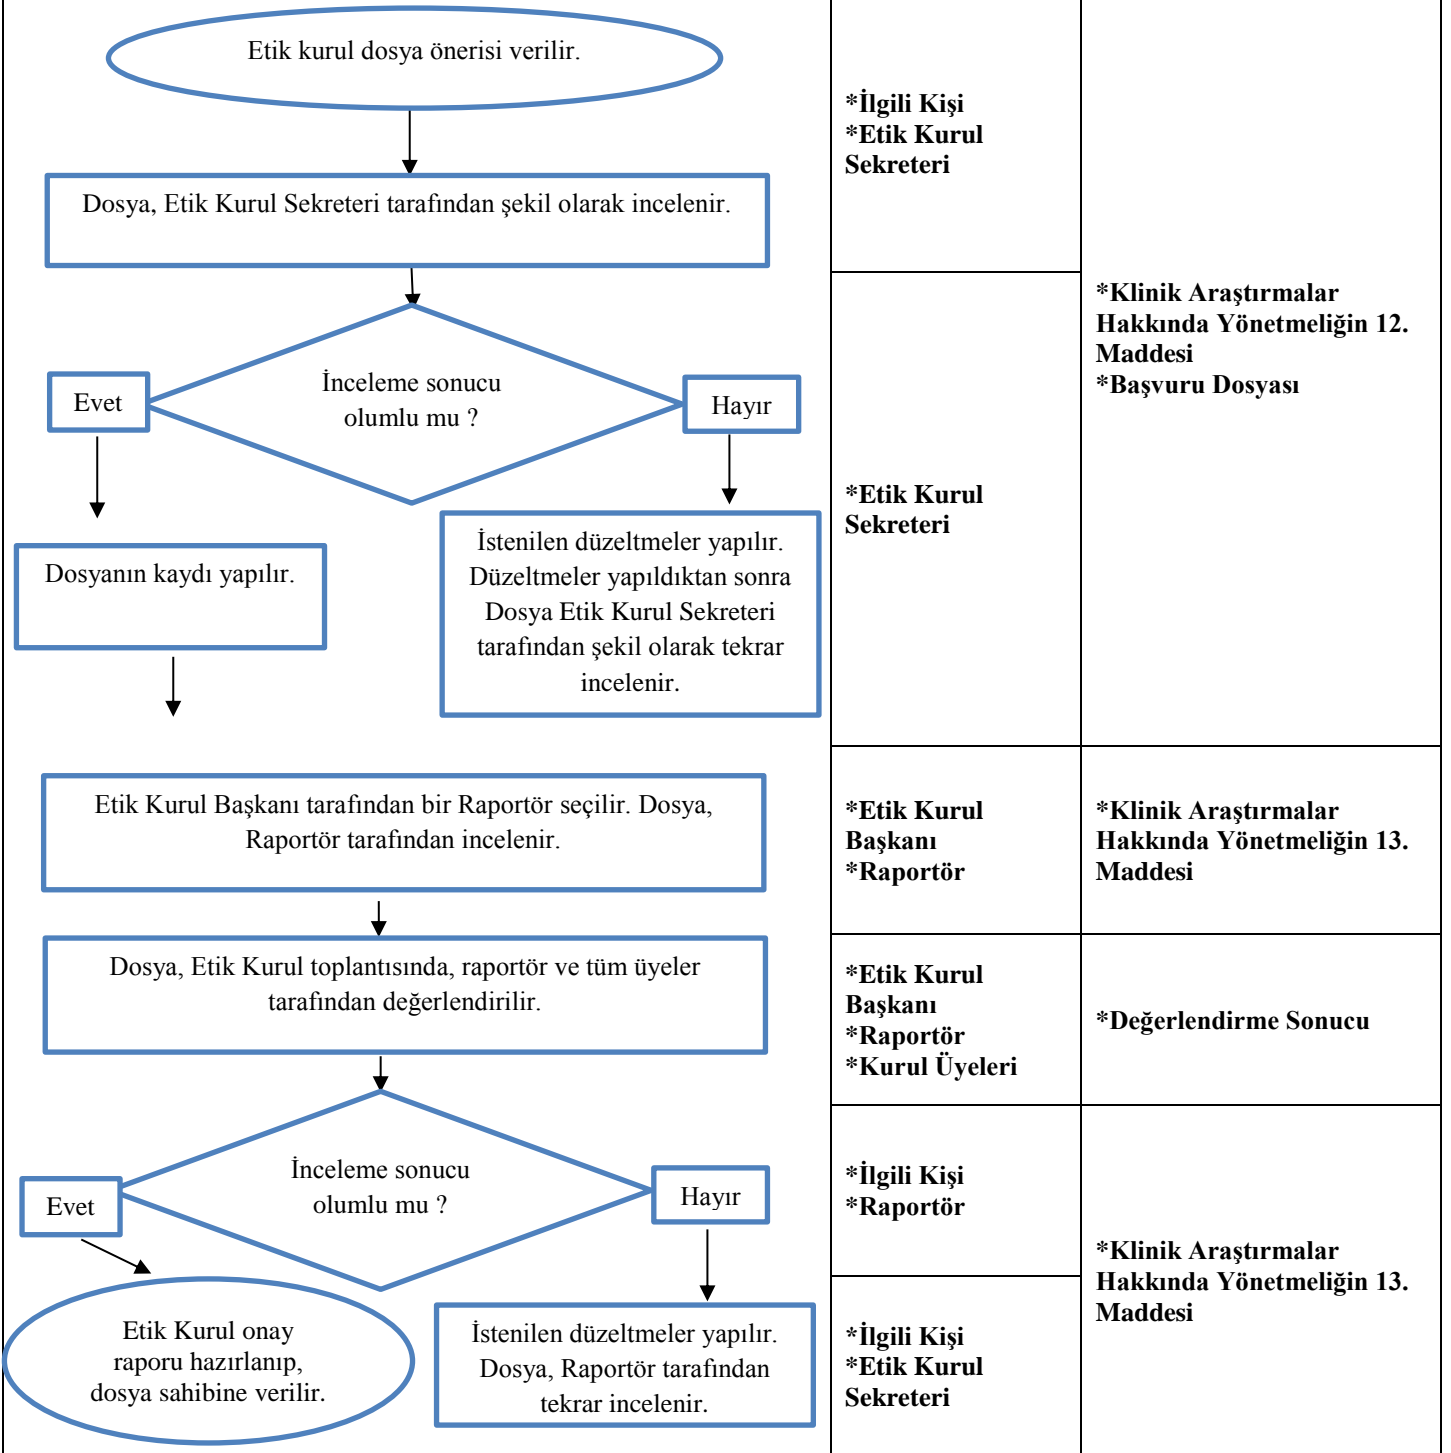 Etik kurul dosya önerisi verilir.
*İlgili Kişi
*Etik Kurul
Sekreteri
Dosya, Etik Kurul Sekreteri tarafından şekil olarak incelenir.
*Klinik Araştırmalar
Hakkında Yönetmeliğin 12.
Maddesi
*Başvuru Dosyası
İnceleme sonucu
olumlu mu ?
Evet
Hayır
*Etik Kurul
Sekreteri
Dosyanın kaydı yapılır.
İstenilen düzeltmeler yapılır.
Düzeltmeler yapıldıktan sonra
Dosya Etik Kurul Sekreteri
tarafından şekil olarak tekrar
incelenir.
Etik Kurul Başkanı tarafından bir Raportör seçilir. Dosya,
Raportör tarafından incelenir.
*Etik Kurul
Başkanı
*Raportör
*Klinik Araştırmalar
Hakkında Yönetmeliğin 13.
Maddesi
Dosya, Etik Kurul toplantısında, raportör ve tüm üyeler
tarafından değerlendirilir.
*Etik Kurul
Başkanı
*Raportör
*Kurul Üyeleri
*Değerlendirme Sonucu
İnceleme sonucu
olumlu mu ?
Evet
Hayır
*İlgili Kişi
*Raportör
*Klinik Araştırmalar
Hakkında Yönetmeliğin 13.
Maddesi
Etik Kurul onay
raporu hazırlanıp,
dosya sahibine verilir.
İstenilen düzeltmeler yapılır.
Dosya, Raportör tarafından
tekrar incelenir.
*İlgili Kişi
*Etik Kurul
Sekreteri